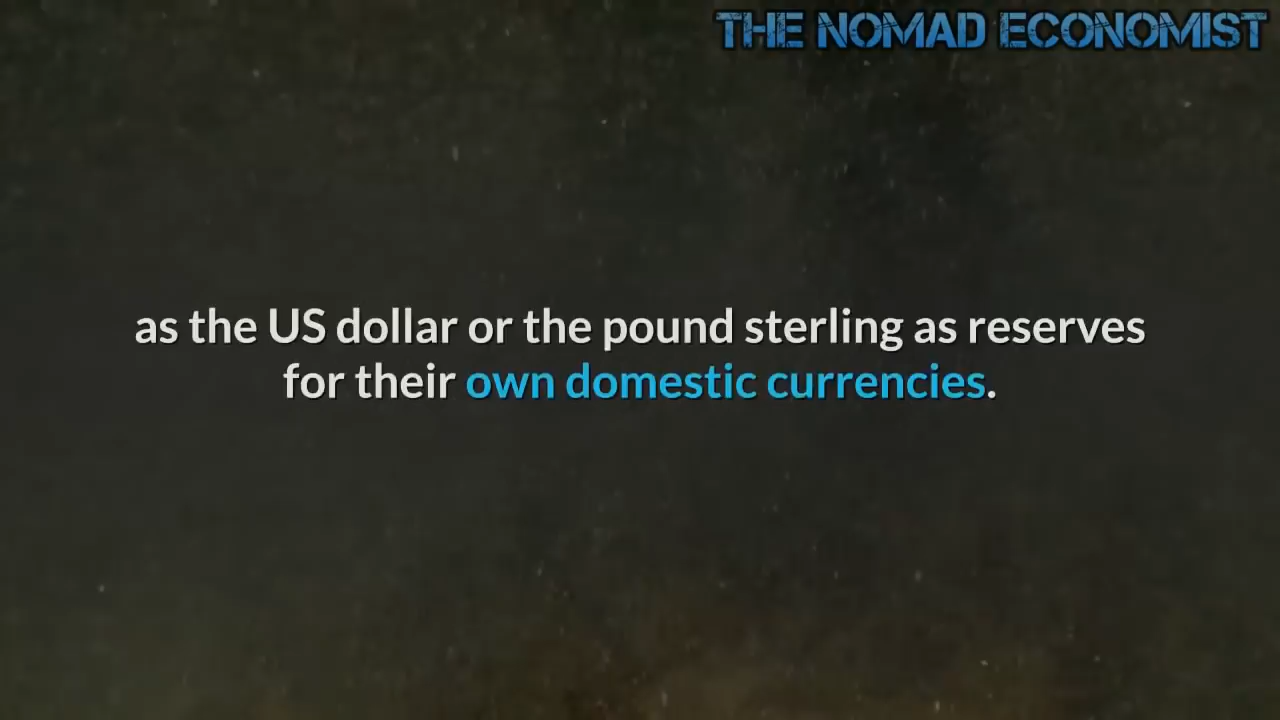 THE NOMAD ECONOMIST
as the US dollar or the pound sterling as reserves
for their own domestic currencies.